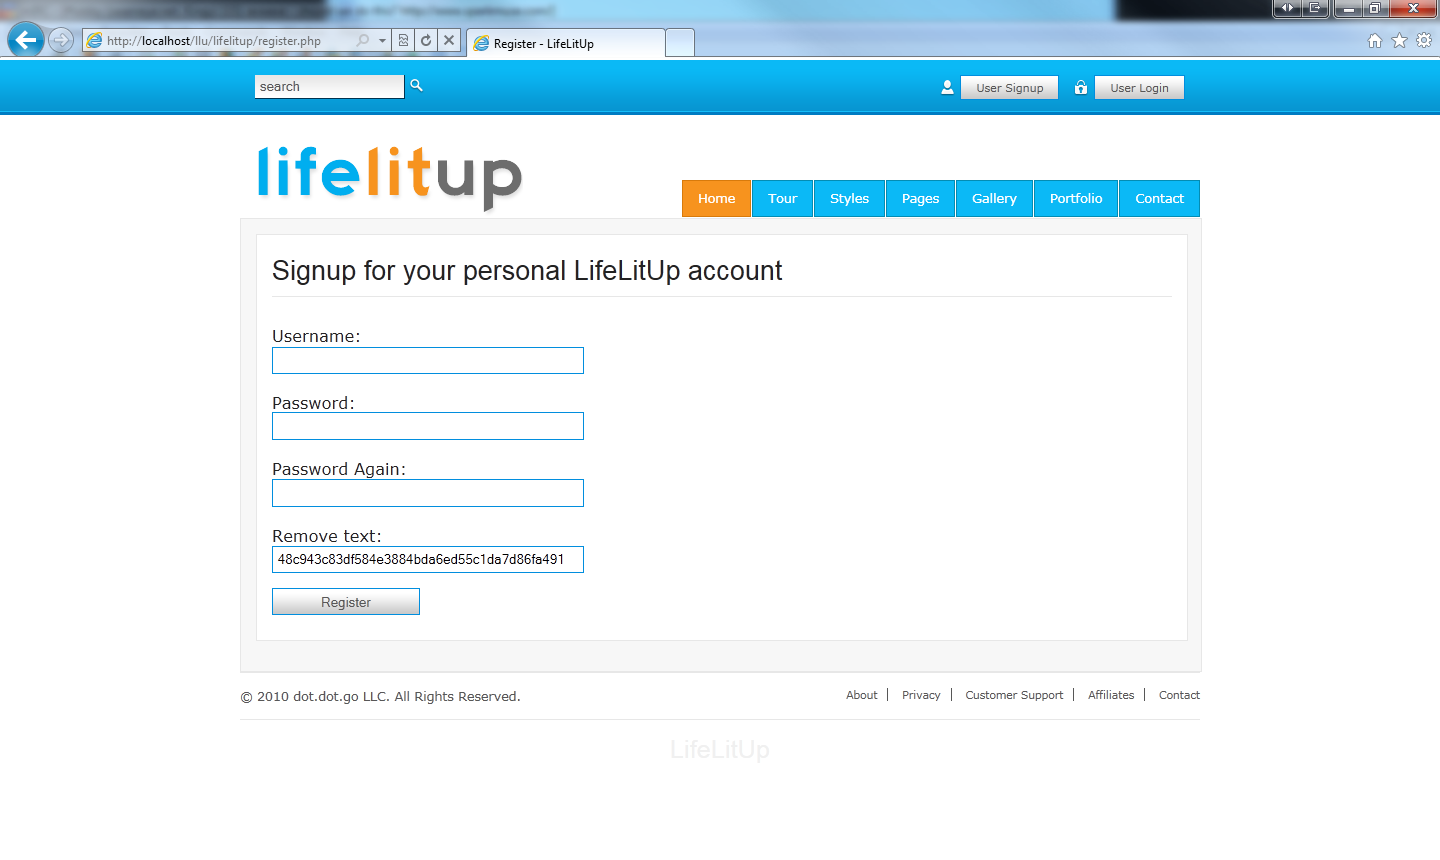 http://localhost/llu/lifelitup/register.php
Register - LifeLitUp
search
User Signup
User Login
lifelitup
Home
Tour
Styles
Pages
Gallery
Portfolio
Contact
Signup for your personal LifeLitUp account
Username:
Password:
Password Again:
Remove text:
48c943c83df584e3884bda6ed55c1da7d86fa491
Register
© 2010 dot.dot.go LLC. All Rights Reserved.
About
Privacy
Customer Support
Affiliates
Contact
LifeLitUp